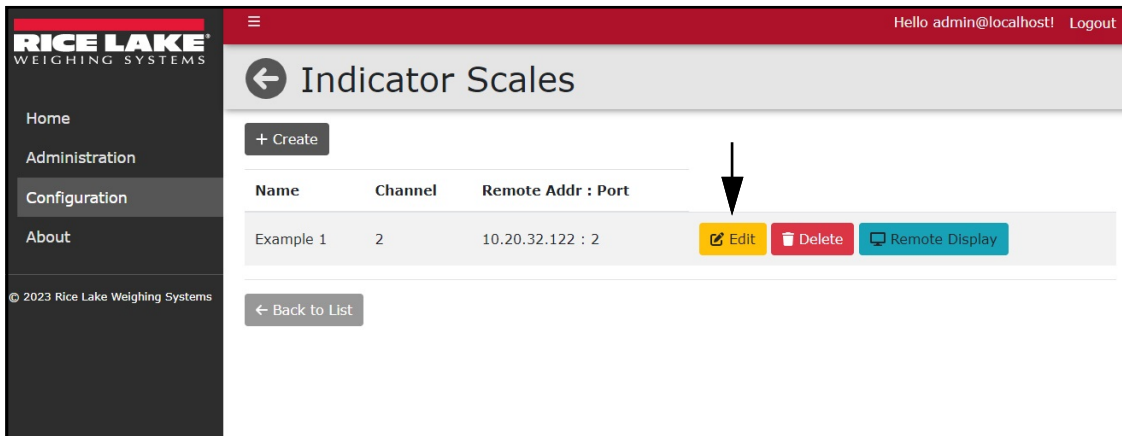 RICE LAKE
WEIGHING SYSTEMS
Hello admin@localhost! Logout
Indicator Scales
Home
Administration
Configuration
About
© 2023 Rice Lake Weighing Systems
+ Create
Name Channel Remote Addr : Port
Example 1 2 10.20.32.122 : 2 Edit Delete Remote Display
← Back to List